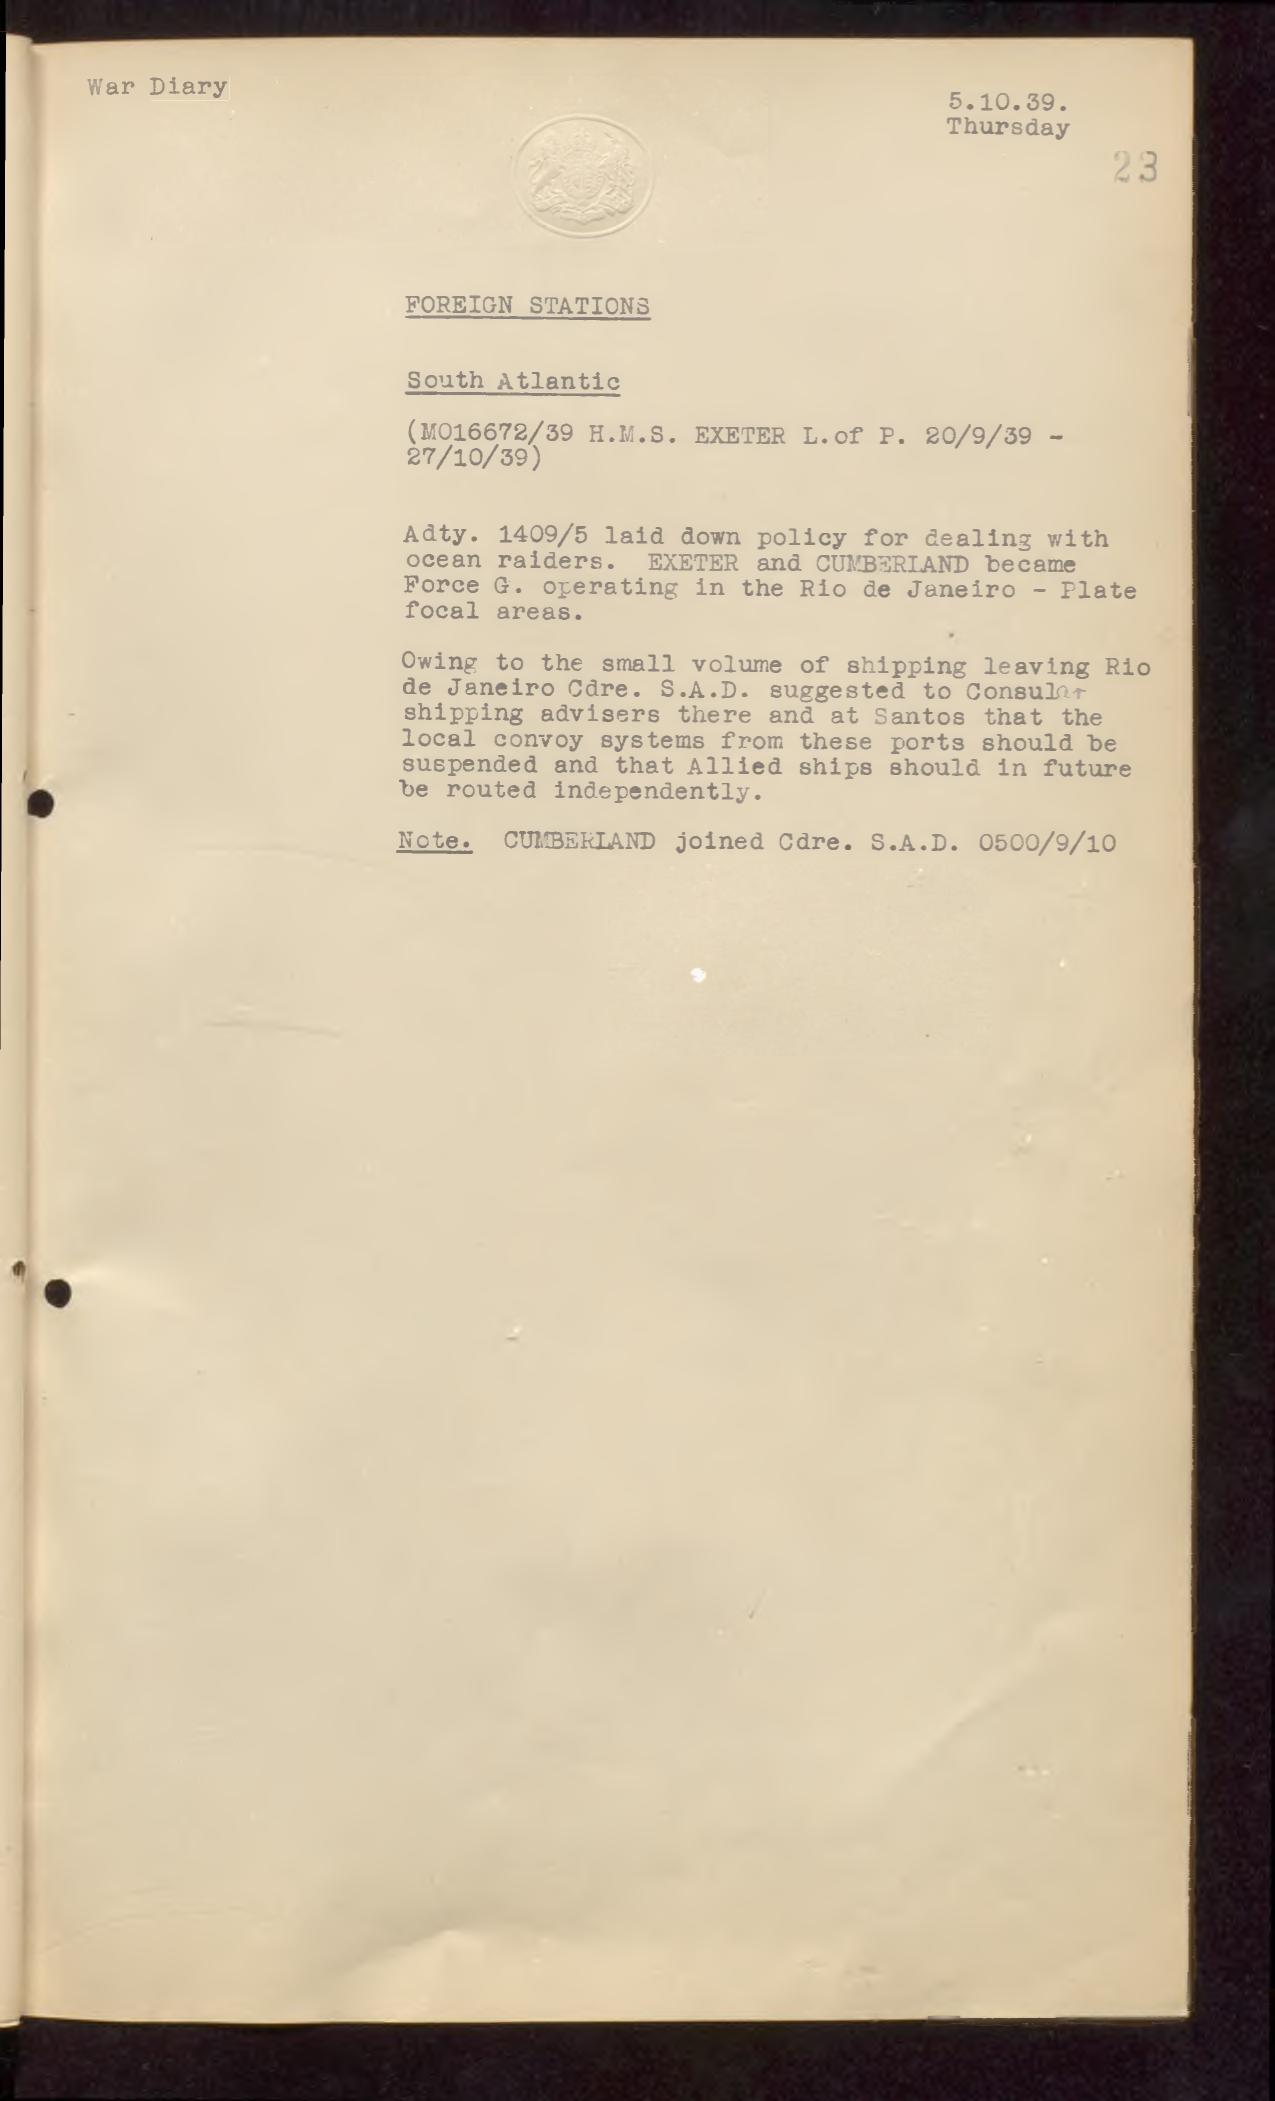 War Diary
5.10.39.
Thursday
23
FOREIGN STATIONS
South Atlantic
(M016672/39 H.M.S. EXETER L.of P. 20/9/39 -
27/10/39)
Adty. 1409/5 laid down policy for dealing with
ocean raiders. EXETER and CUMBERLAND became
Force G. operating in the Rio de Janeiro - Plate
focal areas.
Owing to the small volume of shipping leaving Rio
de Janeiro Cdre. S.A.D. suggested to Consular
shipping advisers there and at Santos that the
local convoy systems from these ports should be
suspended and that Allied ships should in future
be routed independently.
Note. CUMBERLAND joined Cdre. S.A.D. 0500/9/10